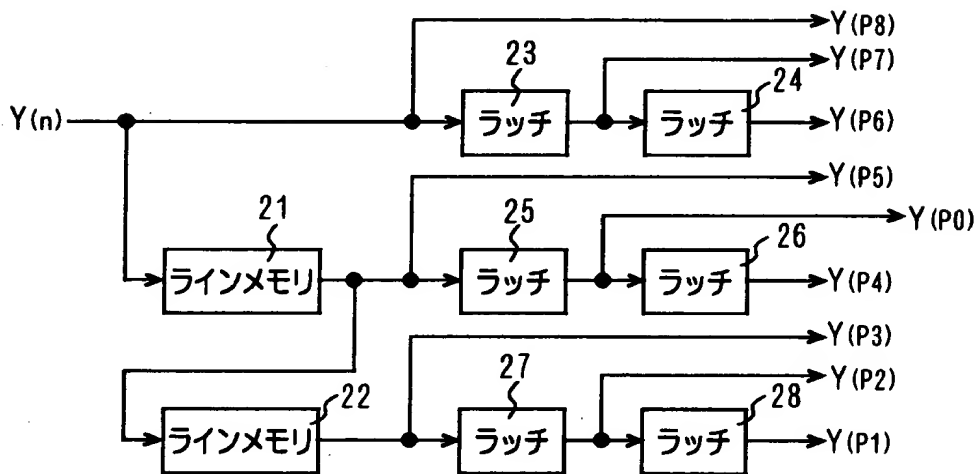 Y(P8)
23
Y(P7)
24
Y(n)
ラッチ
ラッチ
Y(P6)
Y(P5)
21
25
Y(P0)
26
ラインメモリ
ラッチ
ラッチ
Y(P4)
Y(P3)
27
Y(P2)
22
28
ラインメモリ
ラッチ
ラッチ
Y(P1)